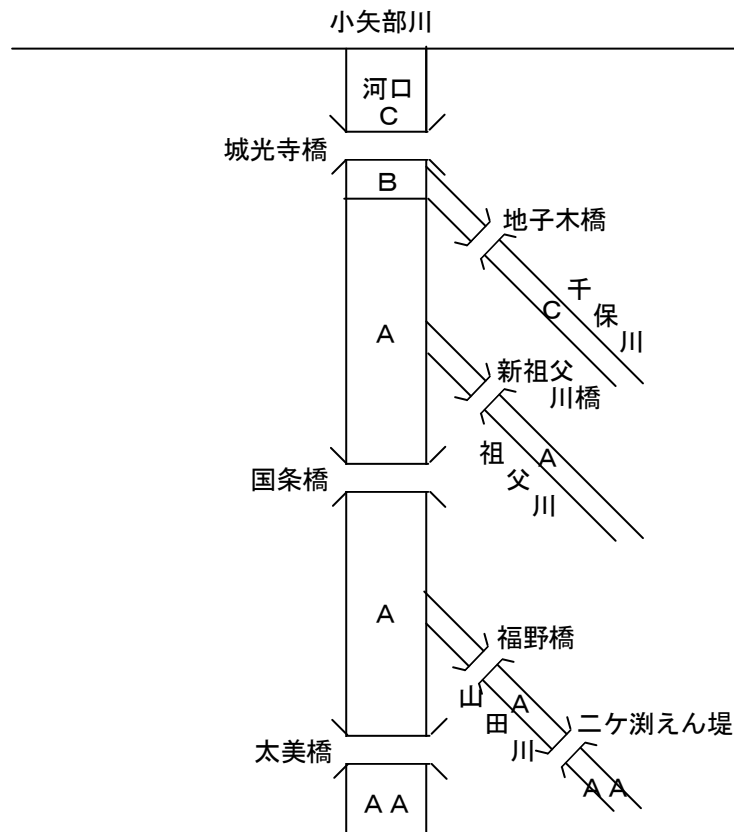 小矢部川
河口
C
城光寺橋
B
地子木橋
千保川
C
A
新祖父
川橋
祖父川
A
国条橋
A
福野橋
山田川
A
二ケ渕えん堤
太美橋
AA
AA